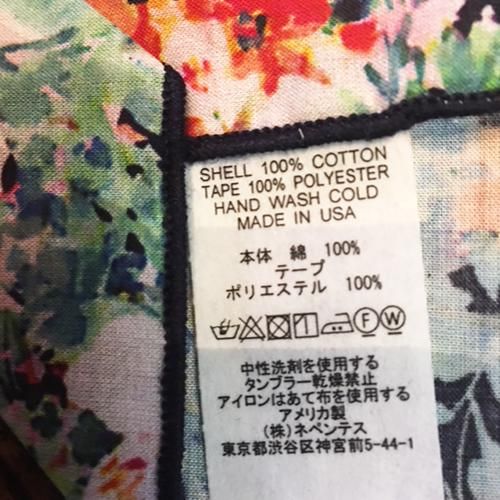 SHELL 100% COTTON
TAPE 100% POLYESTER
HAND WASH COLD
MADE IN USA
本体 綿 100%
テープ
ポリエステル 100%
F W
中性洗剤を使用する
タンブラー乾燥禁止
アイロンはあて布を使用する
アメリカ製
(株)ネペンテス
東京都渋谷区神宮前5-44-1